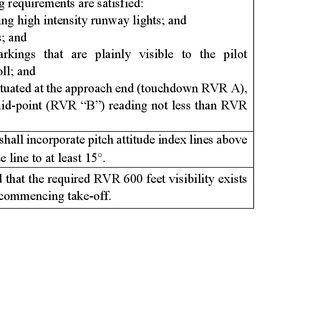 g requirements are satisfied:
ng high intensity runway lights; and
; and
arkings that are plainly visible to the pilot
oll; and
tuated at the approach end (touchdown RVR A),
id-point (RVR “B”) reading not less than RVR
shall incorporate pitch attitude index lines above
e line to at least 15°.
d that the required RVR 600 feet visibility exists
commencing take-off.